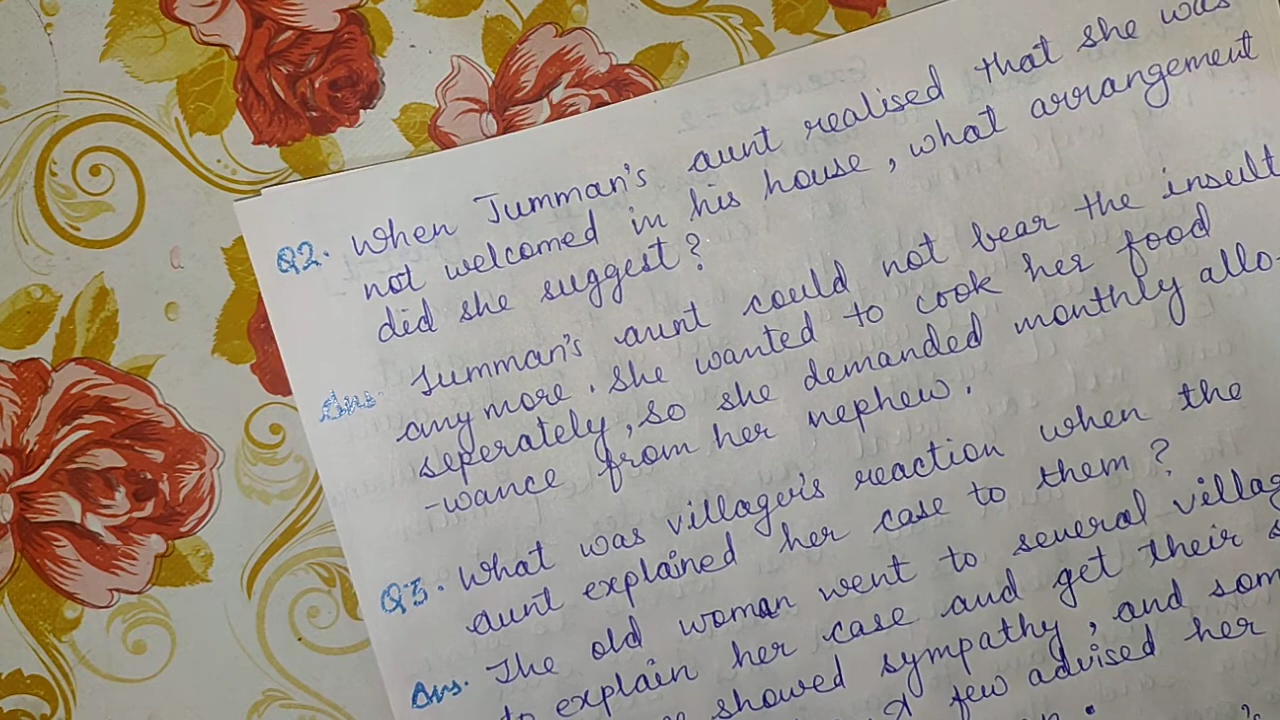 Q2. When Jumman's aunt realised that she was
not welcomed in his house, what arrangement
did she suggest?
Ans. Jumman's aunt could not bear the insult
anymore. She wanted to cook her food
seperately, so she demanded monthly allo-
-wance from her nephew.
Q3. What was villager's reaction when the
aunt explained her case to them?
Ans. The old woman went to several villag
to explain her case and get their s
showed sympathy, and som
few advised her